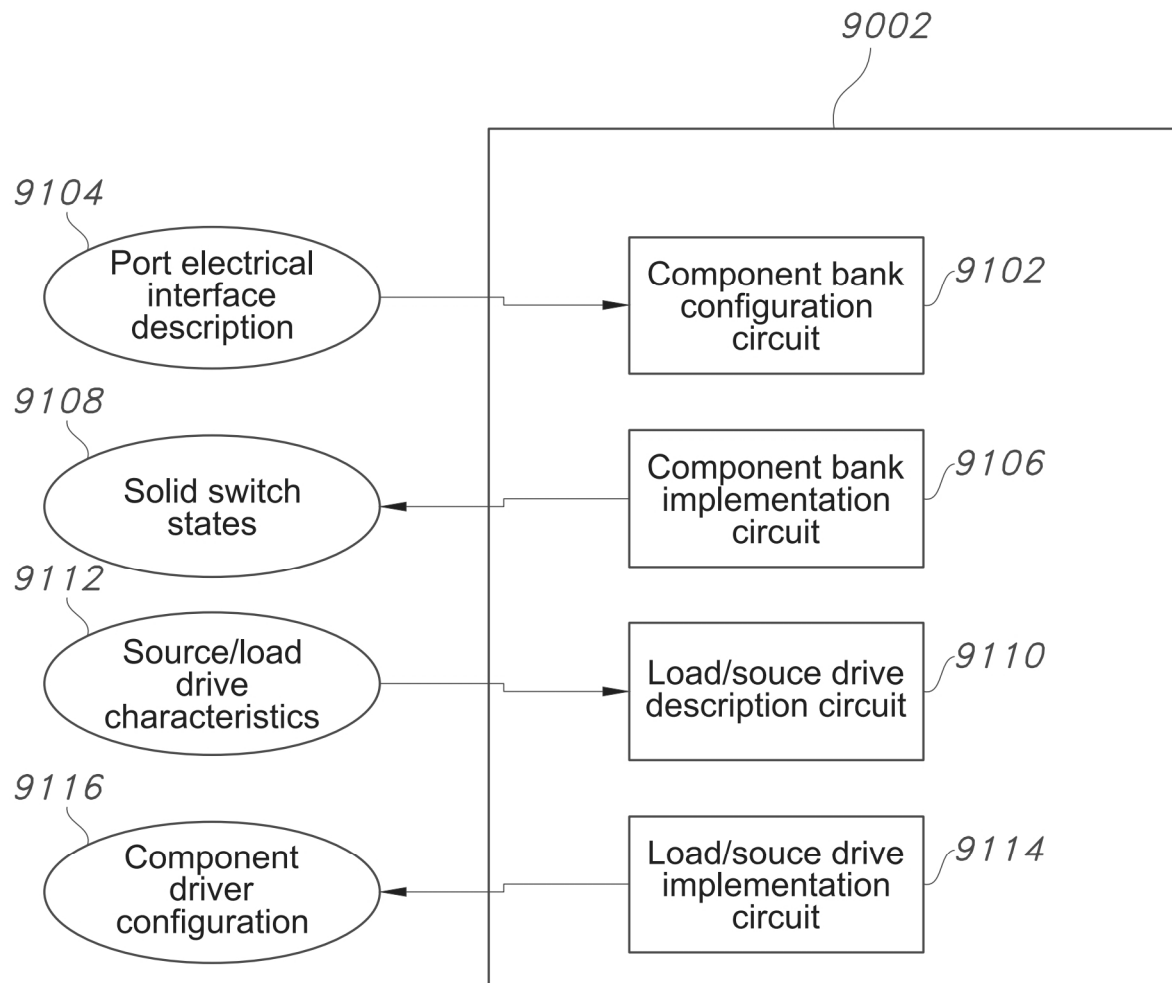 9002
9104
Port electrical
interface
description
Component bank
configuration
circuit
9102
9108
Solid switch
states
Component bank
implementation
circuit
9106
9112
Source/load
drive
characteristics
Load/souce drive
description circuit
9110
9116
Component
driver
configuration
Load/souce drive
implementation
circuit
9114